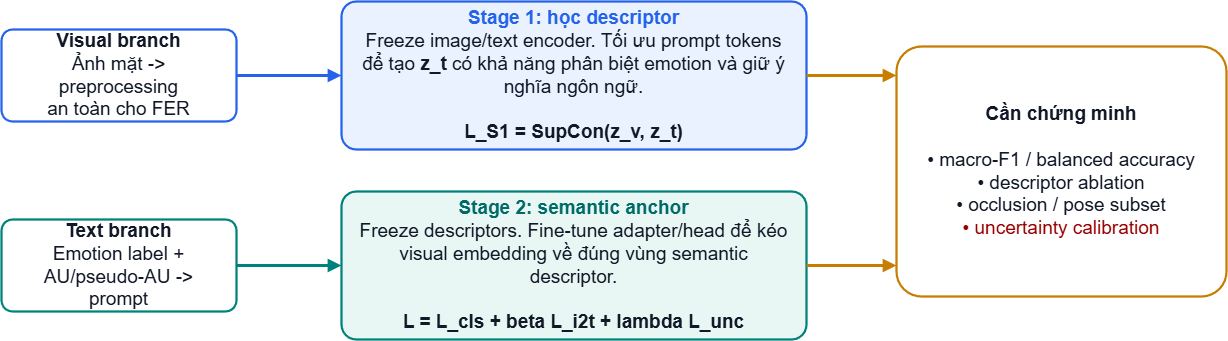 Visual branch
Ảnh mặt ->
preprocessing
an toàn cho FER
Stage 1: học descriptor
Freeze image/text encoder. Tối ưu prompt tokens
để tạo z_t có khả năng phân biệt emotion và giữ ý
nghĩa ngôn ngữ.
L_S1 = SupCon(z_v, z_t)
Text branch
Emotion label +
AU/pseudo-AU ->
prompt
Stage 2: semantic anchor
Freeze descriptors. Fine-tune adapter/head để kéo
visual embedding về đúng vùng semantic
descriptor.
L = L_cls + beta L_i2t + lambda L_unc
Cần chứng minh
• macro-F1 / balanced accuracy
• descriptor ablation
• occlusion / pose subset
• uncertainty calibration